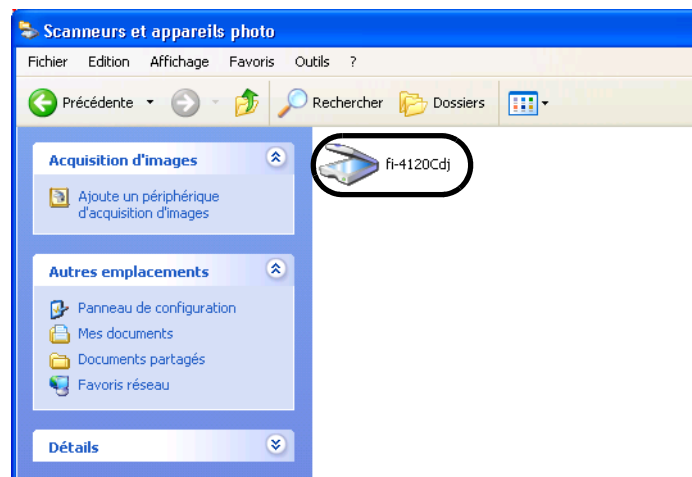 Scanneurs et appareils photo
Fichier Edition Affichage Favoris Outils ?
Précédente Rechercher Dossiers
Acquisition d'images
Ajoute un périphérique
d'acquisition d'images
fi-4120Cdj
Autres emplacements
Panneau de configuration
Mes documents
Documents partagés
Favoris réseau
Détails